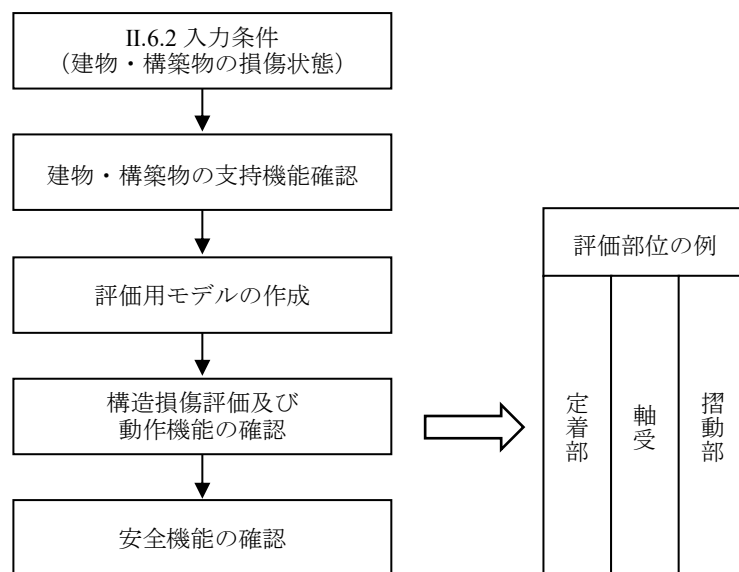 II.6.2 入力条件
（建物・構築物の損傷状態）
建物・構築物の支持機能確認
評価用モデルの作成
構造損傷評価及び
動作機能の確認
安全機能の確認
評価部位の例
定着部
軸受
摺動部